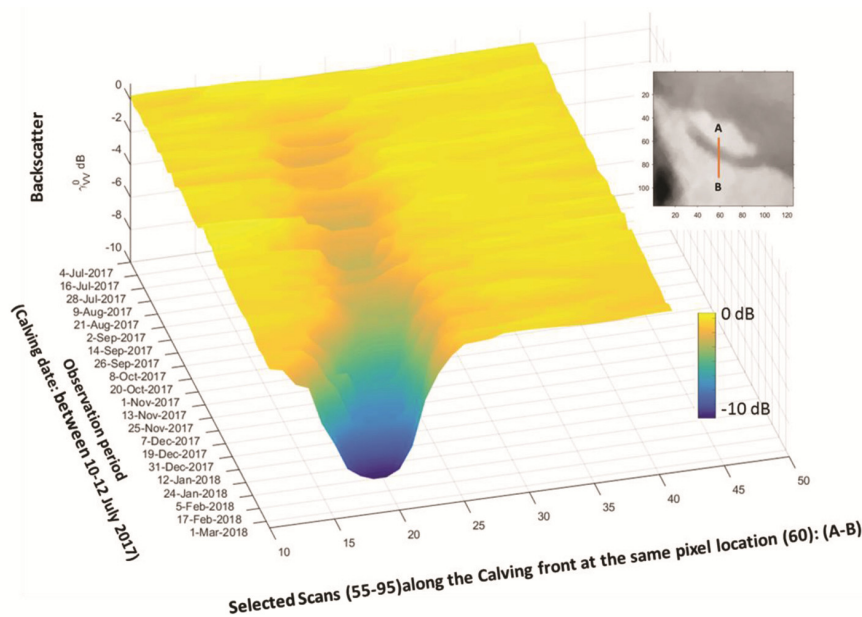 Backscatter
γ⁰VV dB
0
-2
-4
-6
-8
-10
4-Jul-2017
16-Jul-2017
28-Jul-2017
9-Aug-2017
21-Aug-2017
2-Sep-2017
14-Sep-2017
26-Sep-2017
8-Oct-2017
20-Oct-2017
1-Nov-2017
13-Nov-2017
25-Nov-2017
7-Dec-2017
19-Dec-2017
31-Dec-2017
12-Jan-2018
24-Jan-2018
5-Feb-2018
17-Feb-2018
1-Mar-2018
Observation period
(Calving date: between 10-12 July 2017)
10
15
20
25
30
35
40
45
50
Selected Scans (55-95)along the Calving front at the same pixel location (60): (A-B)
20
40
60
80
100
A
B
20
40
60
80
100
120
0 dB
-10 dB